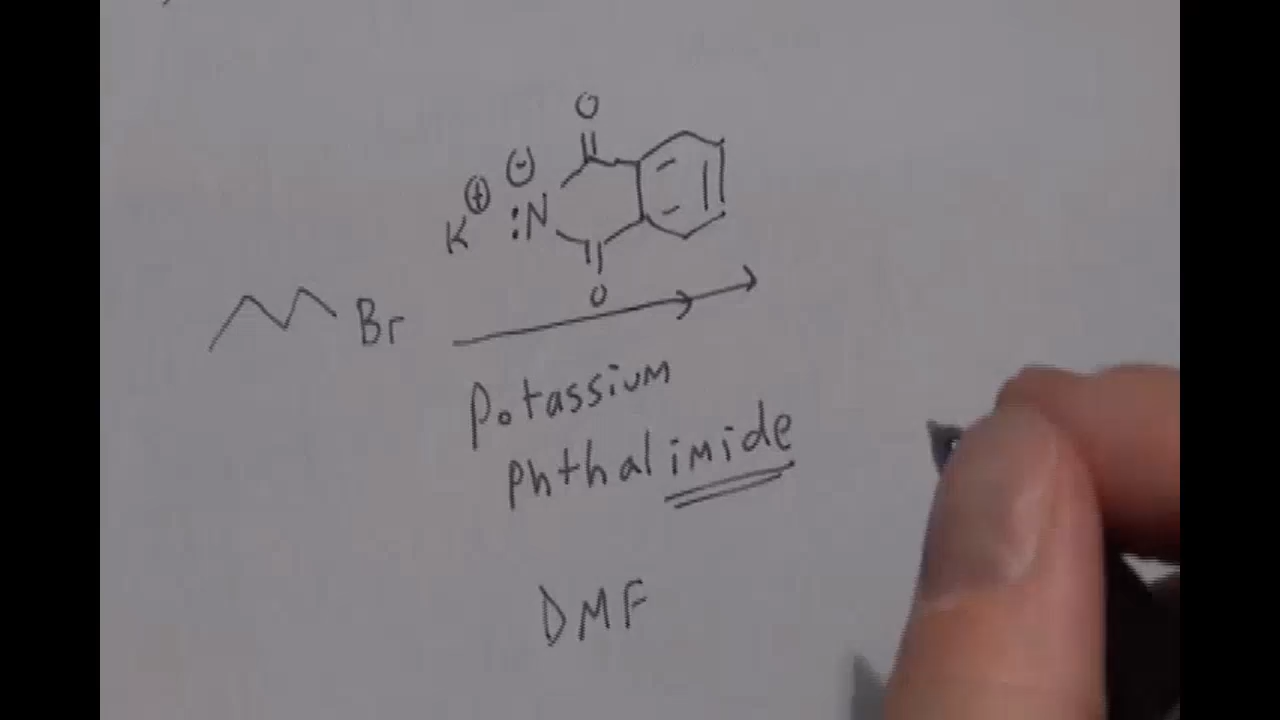 O
⊖
K ⊕ :N
O
Br
Potassium
Phthalimide
DMF